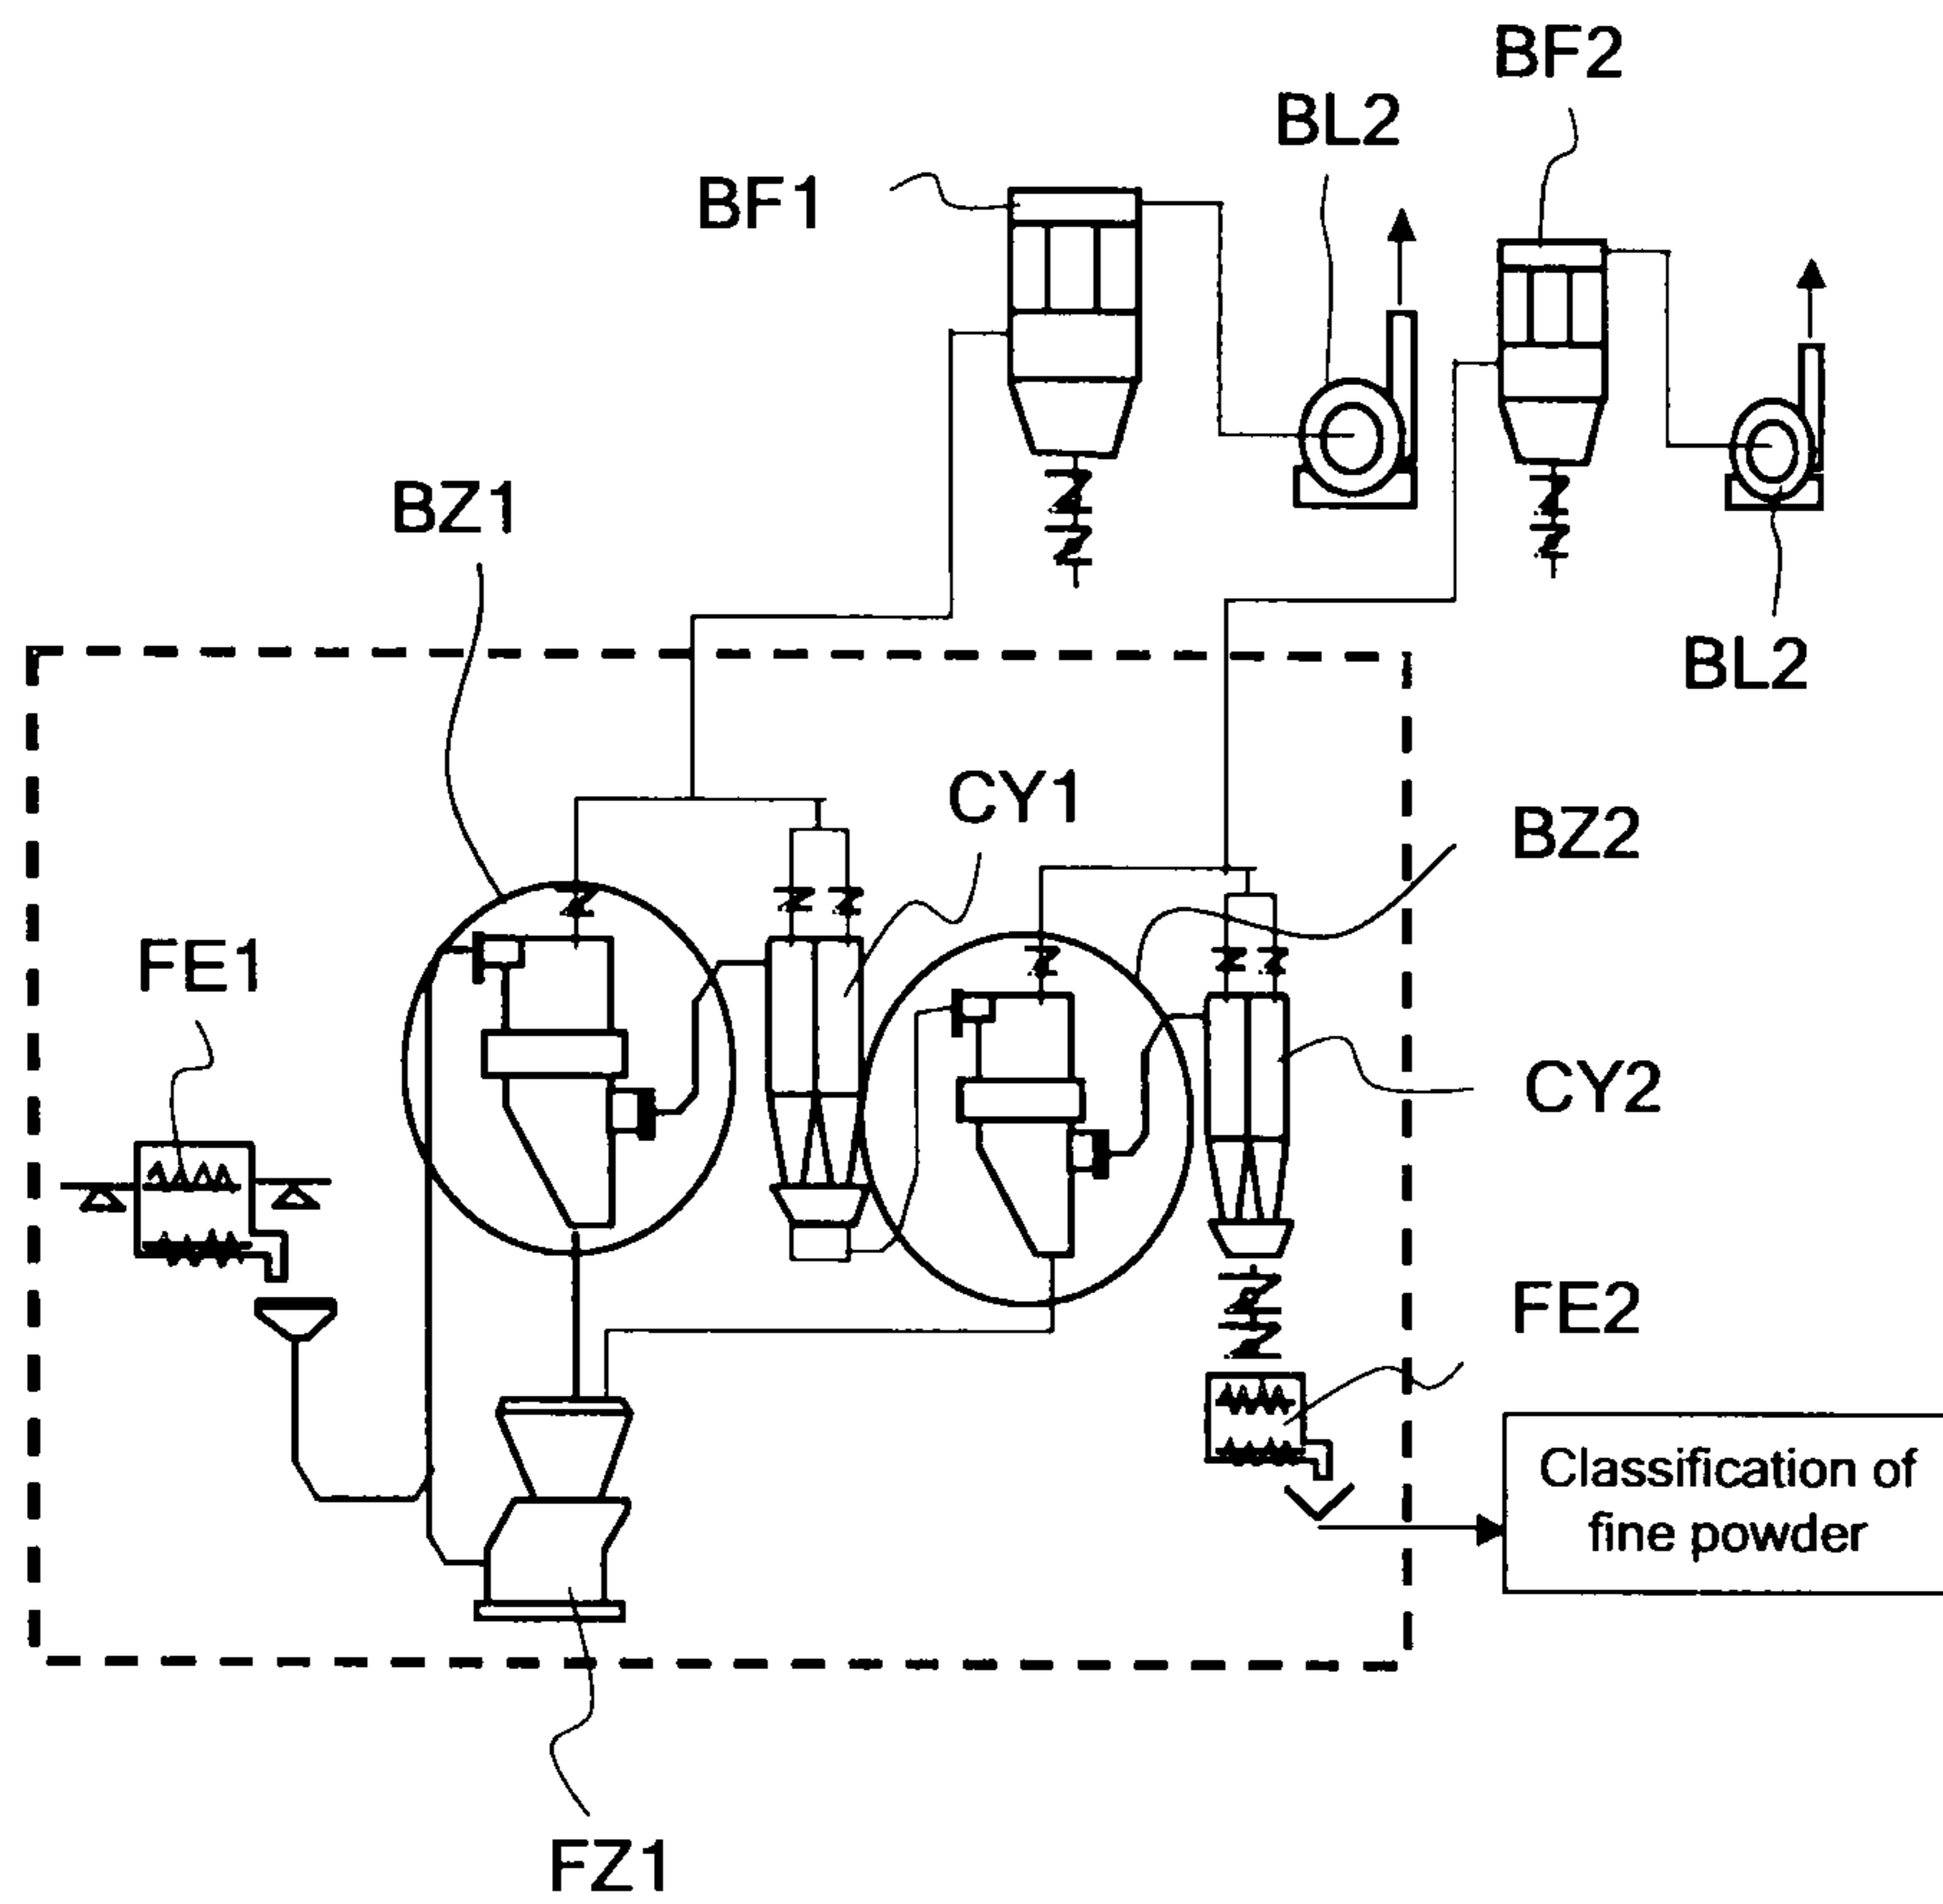 BF2
BL2
BF1
BZ1
BL2
CY1
BZ2
FE1
CY2
FE2
Classification of
fine powder
FZ1